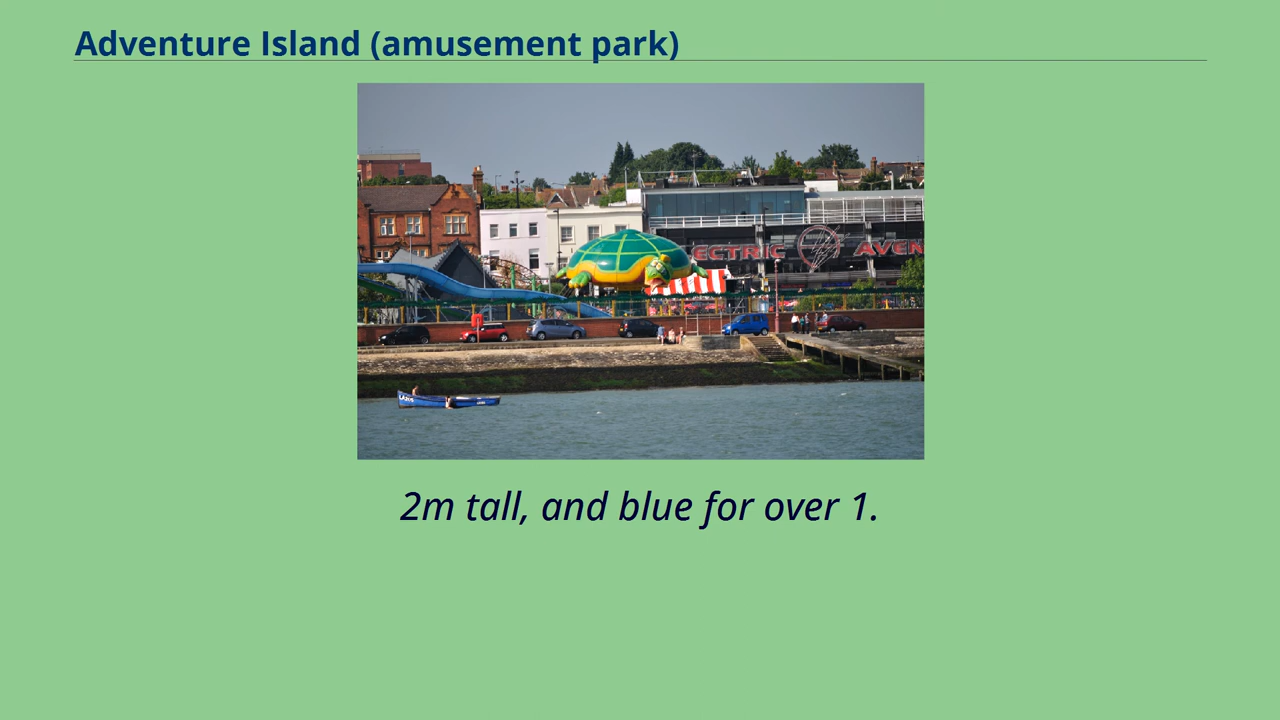 Adventure Island (amusement park)
ECTRIC AVEN
2m tall, and blue for over 1.